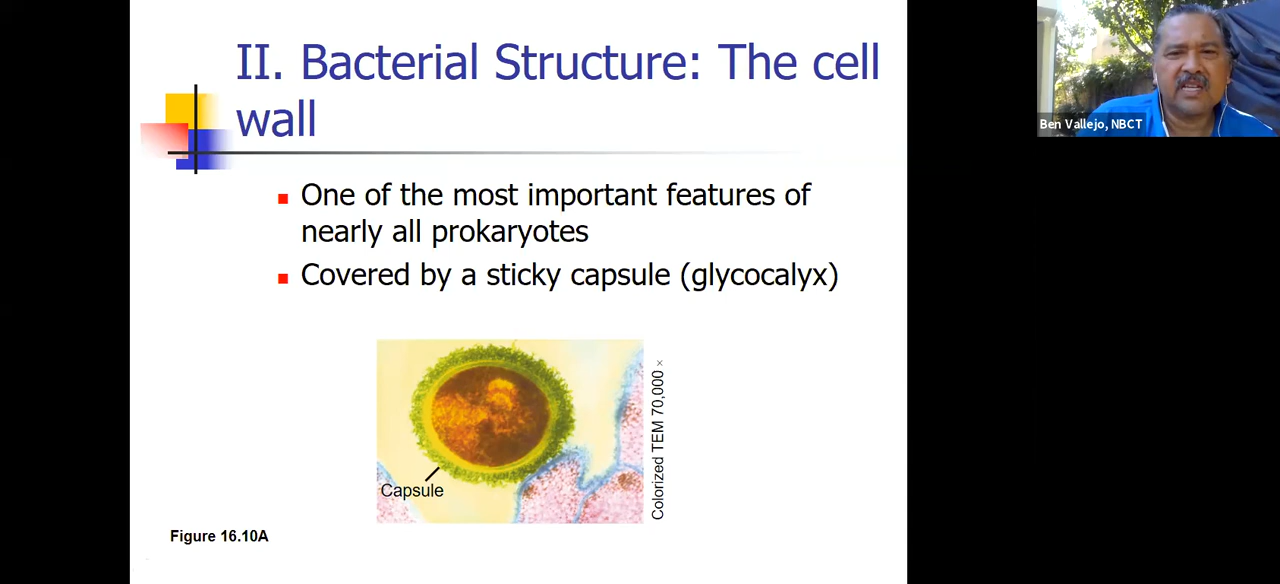 II. Bacterial Structure: The cell
wall
One of the most important features of
nearly all prokaryotes
Covered by a sticky capsule (glycocalyx)
Capsule
Colorized TEM 70,000 ×
Figure 16.10A
Ben Vallejo, NBCT